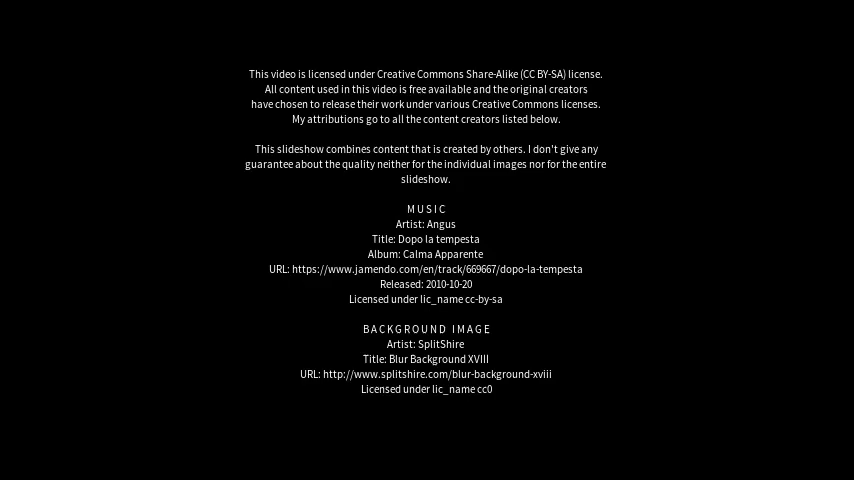 This video is licensed under Creative Commons Share-Alike (CC BY-SA) license.
All content used in this video is free available and the original creators
have chosen to release their work under various Creative Commons licenses.
My attributions go to all the content creators listed below.
This slideshow combines content that is created by others. I don't give any
guarantee about the quality neither for the individual images nor for the entire
slideshow.
MUSIC
Artist: Angus
Title: Dopo la tempesta
Album: Calma Apparente
URL: https://www.jamendo.com/en/track/669667/dopo-la-tempesta
Released: 2010-10-20
Licensed under lic_name cc-by-sa
BACKGROUND IMAGE
Artist: SplitShire
Title: Blur Background XVIII
URL: http://www.splitshire.com/blur-background-xviii
Licensed under lic_name cc0